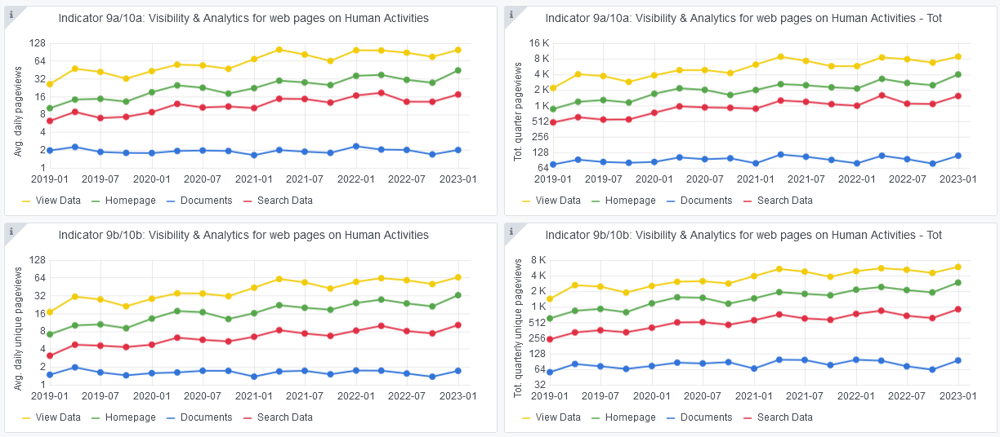 Indicator 9a/10a: Visibility & Analytics for web pages on Human Activities
Avg. daily pageviews
128
64
32
16
8
4
2
1
2019-01 2019-07 2020-01 2020-07 2021-01 2021-07 2022-01 2022-07 2023-01
View Data Homepage Documents Search Data
Indicator 9a/10a: Visibility & Analytics for web pages on Human Activities - Tot
Tot. quarter pageviews
16 K
8 K
4 K
2 K
1 K
512
256
128
64
2019-01 2019-07 2020-01 2020-07 2021-01 2021-07 2022-01 2022-07 2023-01
View Data Homepage Documents Search Data
Indicator 9b/10b: Visibility & Analytics for web pages on Human Activities
Avg. daily unique pageviews
128
64
32
16
8
4
2
1
2019-01 2019-07 2020-01 2020-07 2021-01 2021-07 2022-01 2022-07 2023-01
View Data Homepage Documents Search Data
Indicator 9b/10b: Visibility & Analytics for web pages on Human Activities - Tot
Tot. quarterly unique pageviews
8 K
4 K
2 K
1 K
512
256
128
64
32
2019-01 2019-07 2020-01 2020-07 2021-01 2021-07 2022-01 2022-07 2023-01
View Data Homepage Documents Search Data